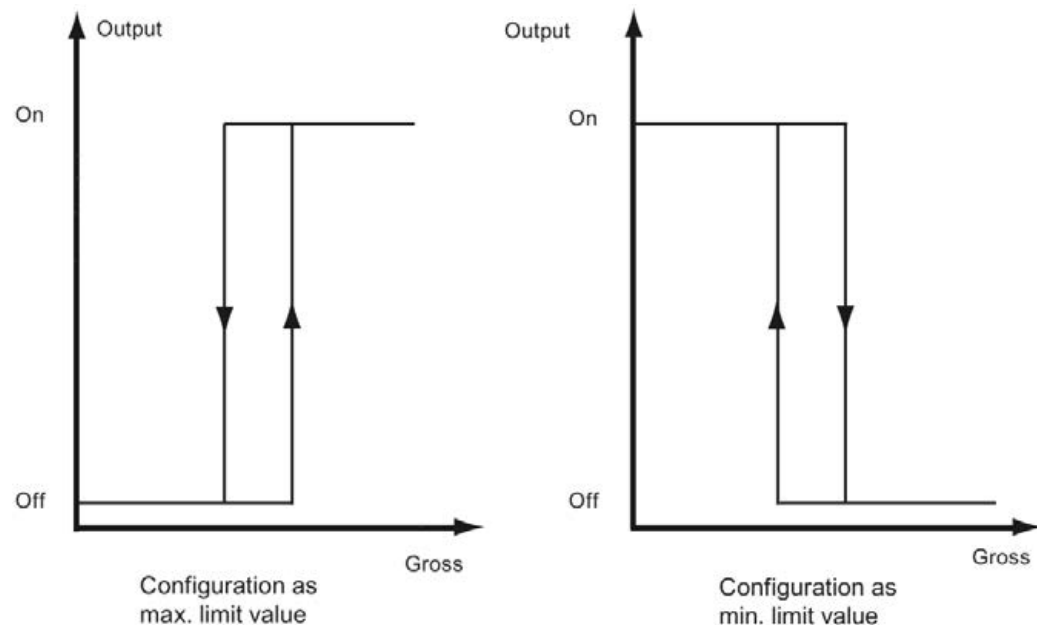 Output
On
Off
Gross
Configuration as
max. limit value
Output
On
Off
Gross
Configuration as
min. limit value